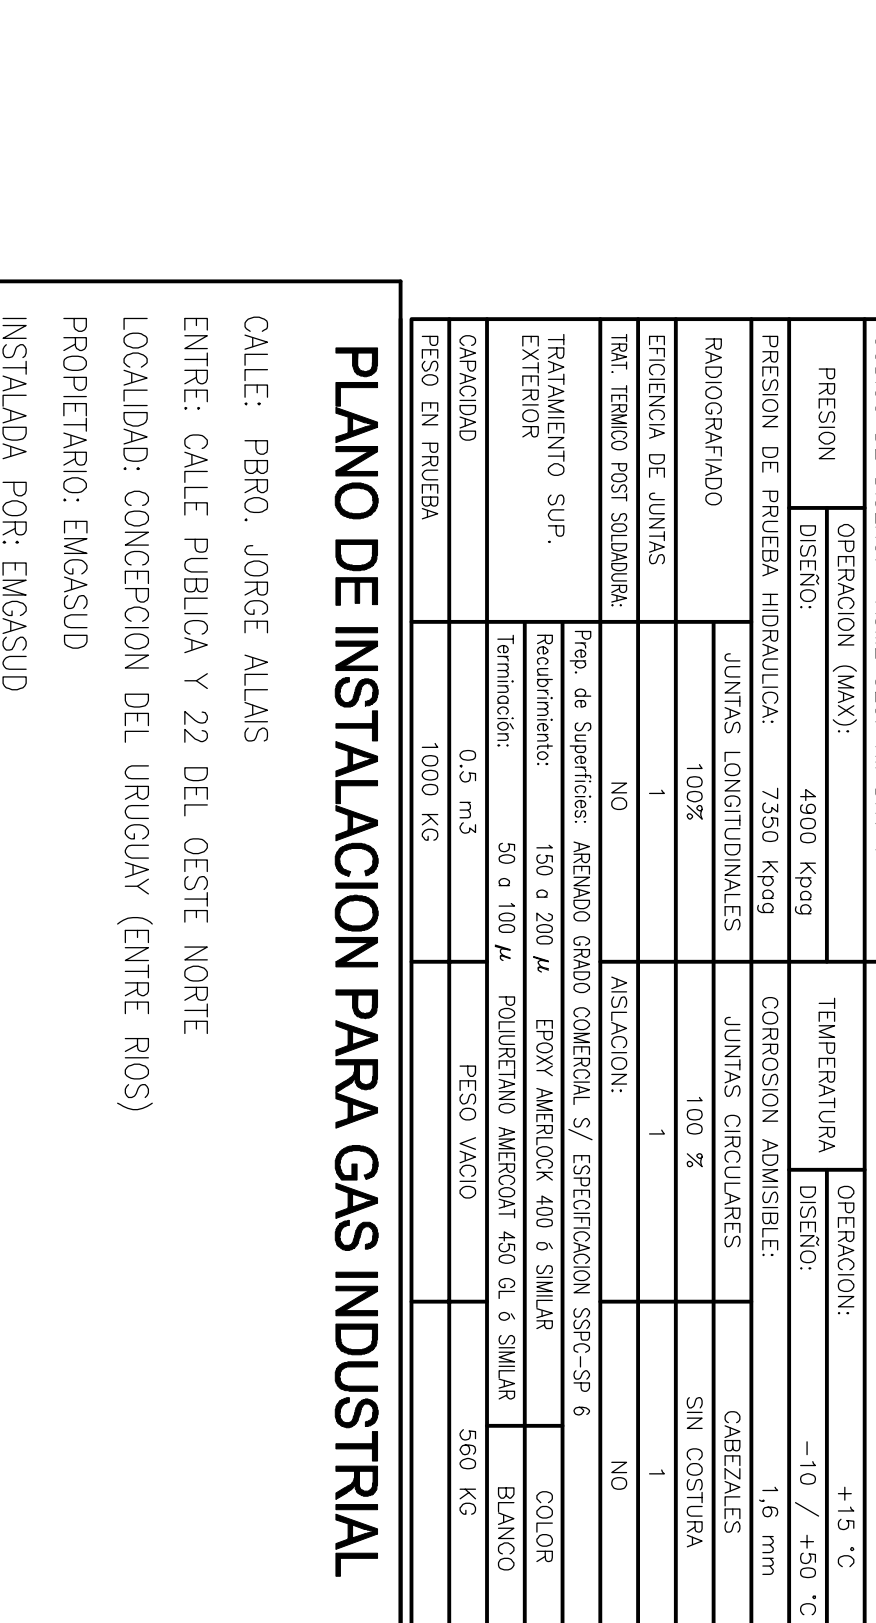 PRESION OPERACION (MAX): TEMPERATURA OPERACION: +15 °C
DISEÑO: 4900 Kpag DISEÑO: -10 / +50 °C
PRESION DE PRUEBA HIDRAULICA: 7350 Kpag CORROSION ADMISIBLE: 1,6 mm
RADIOGRAFIADO JUNTAS LONGITUDINALES JUNTAS CIRCULARES CABEZALES
100% 100 % SIN COSTURA
EFICIENCIA DE JUNTAS 1 1 1
TRAT. TERMICO POST SOLDADURA: NO AISLACION: NO
TRATAMIENTO SUP.
EXTERIOR
Prep. de Superficies: ARENADO GRADO COMERCIAL S/ ESPECIFICACION SSPC-SP 6
Recubrimiento: 150 a 200 μ EPOXY AMERLOCK 400 ó SIMILAR COLOR
Terminación: 50 a 100 μ POLIURETANO AMERCOAT 450 GL ó SIMILAR BLANCO
CAPACIDAD 0.5 m3 PESO VACIO 560 KG
PESO EN PRUEBA 1000 KG
PLANO DE INSTALACION PARA GAS INDUSTRIAL
CALLE: PBRO. JORGE ALLAIS
ENTRE: CALLE PUBLICA Y 22 DEL OESTE NORTE
LOCALIDAD: CONCEPCION DEL URUGUAY (ENTRE RIOS)
PROPIETARIO: EMGASUD
INSTALADA POR: EMGASUD